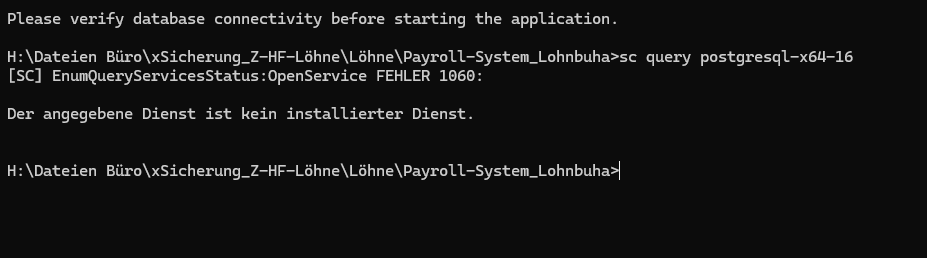 Please verify database connectivity before starting the application.
H:\Dateien Büro\xSicherung_Z-HF-Löhne\Löhne\Payroll-System_Lohnbuha>sc query postgresql-x64-16
[SC] EnumQueryServicesStatus:OpenService FEHLER 1060:
Der angegebene Dienst ist kein installierter Dienst.
H:\Dateien Büro\xSicherung_Z-HF-Löhne\Löhne\Payroll-System_Lohnbuha>